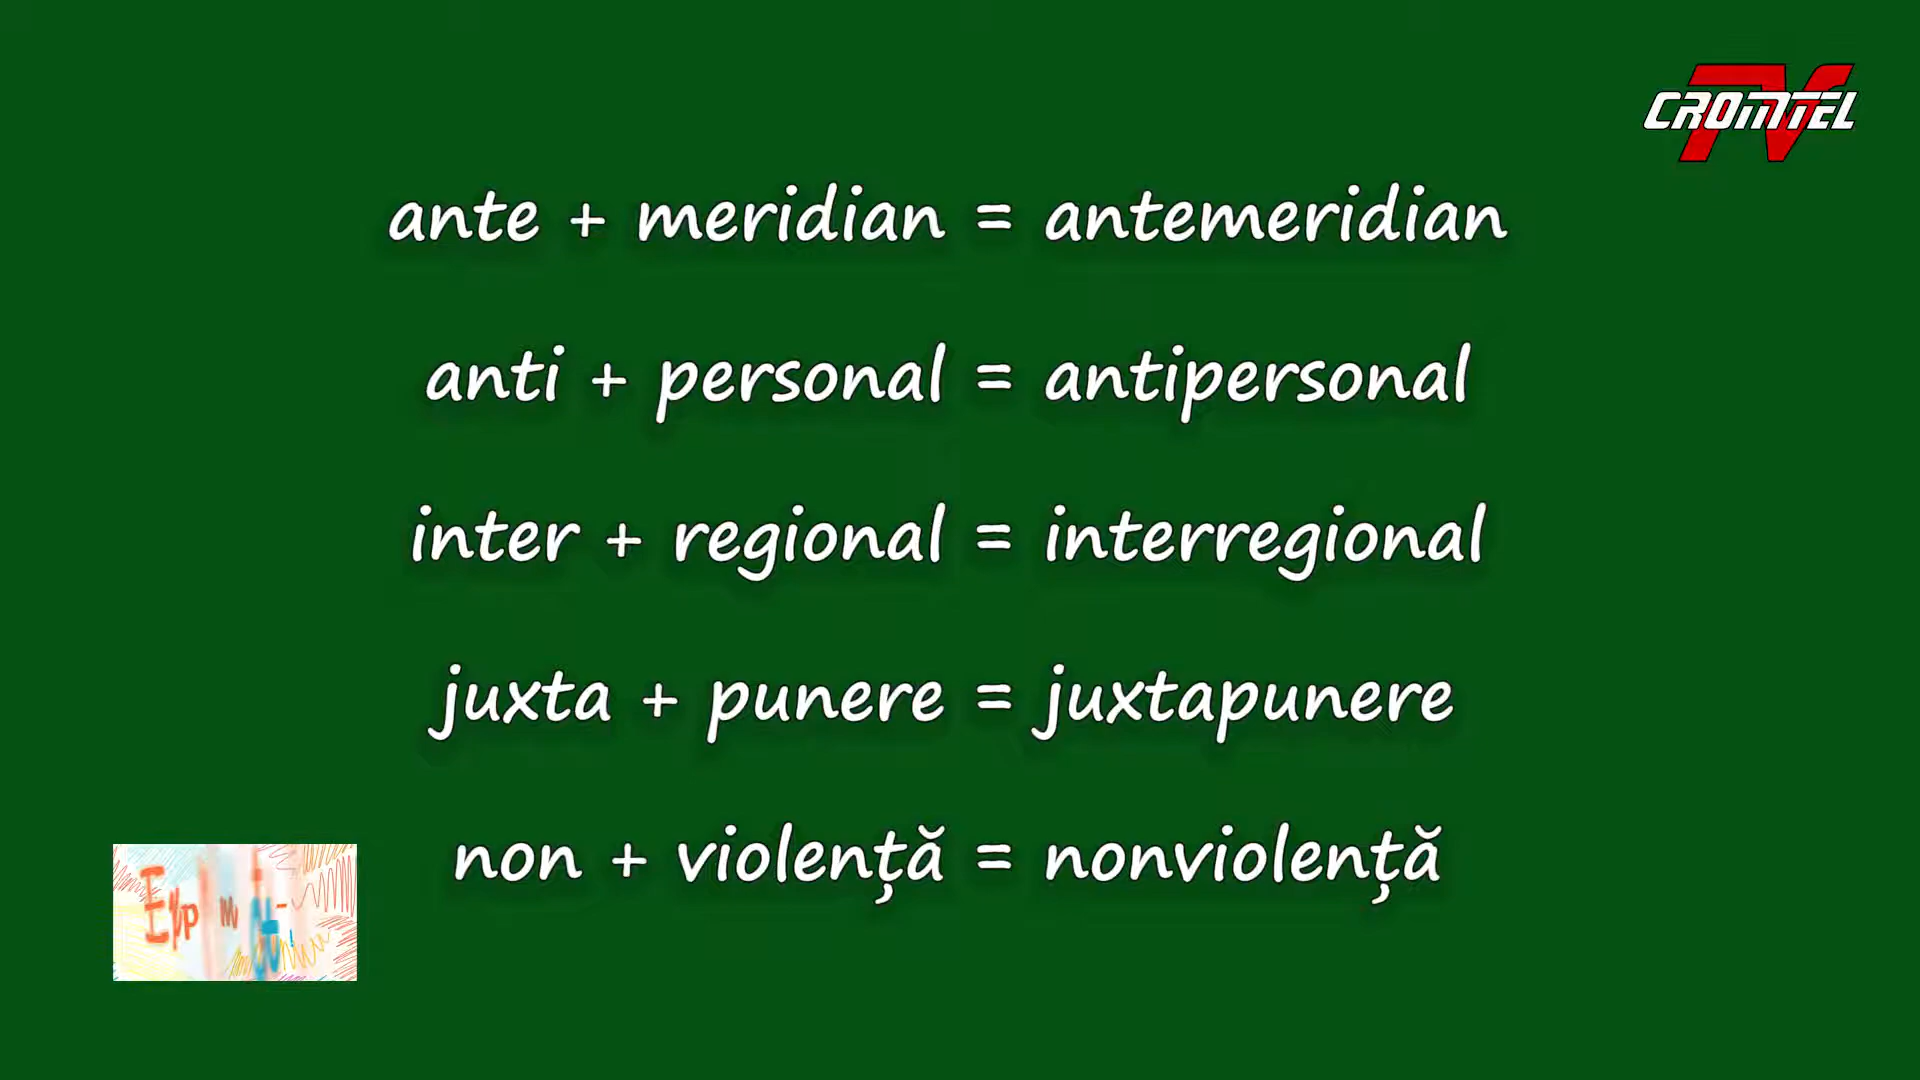 CROMTEL
TV
ante + meridian = antemeridian
anti + personal = antipersonal
inter + regional = interregional
juxta + punere = juxtapunere
non + violență = nonviolență